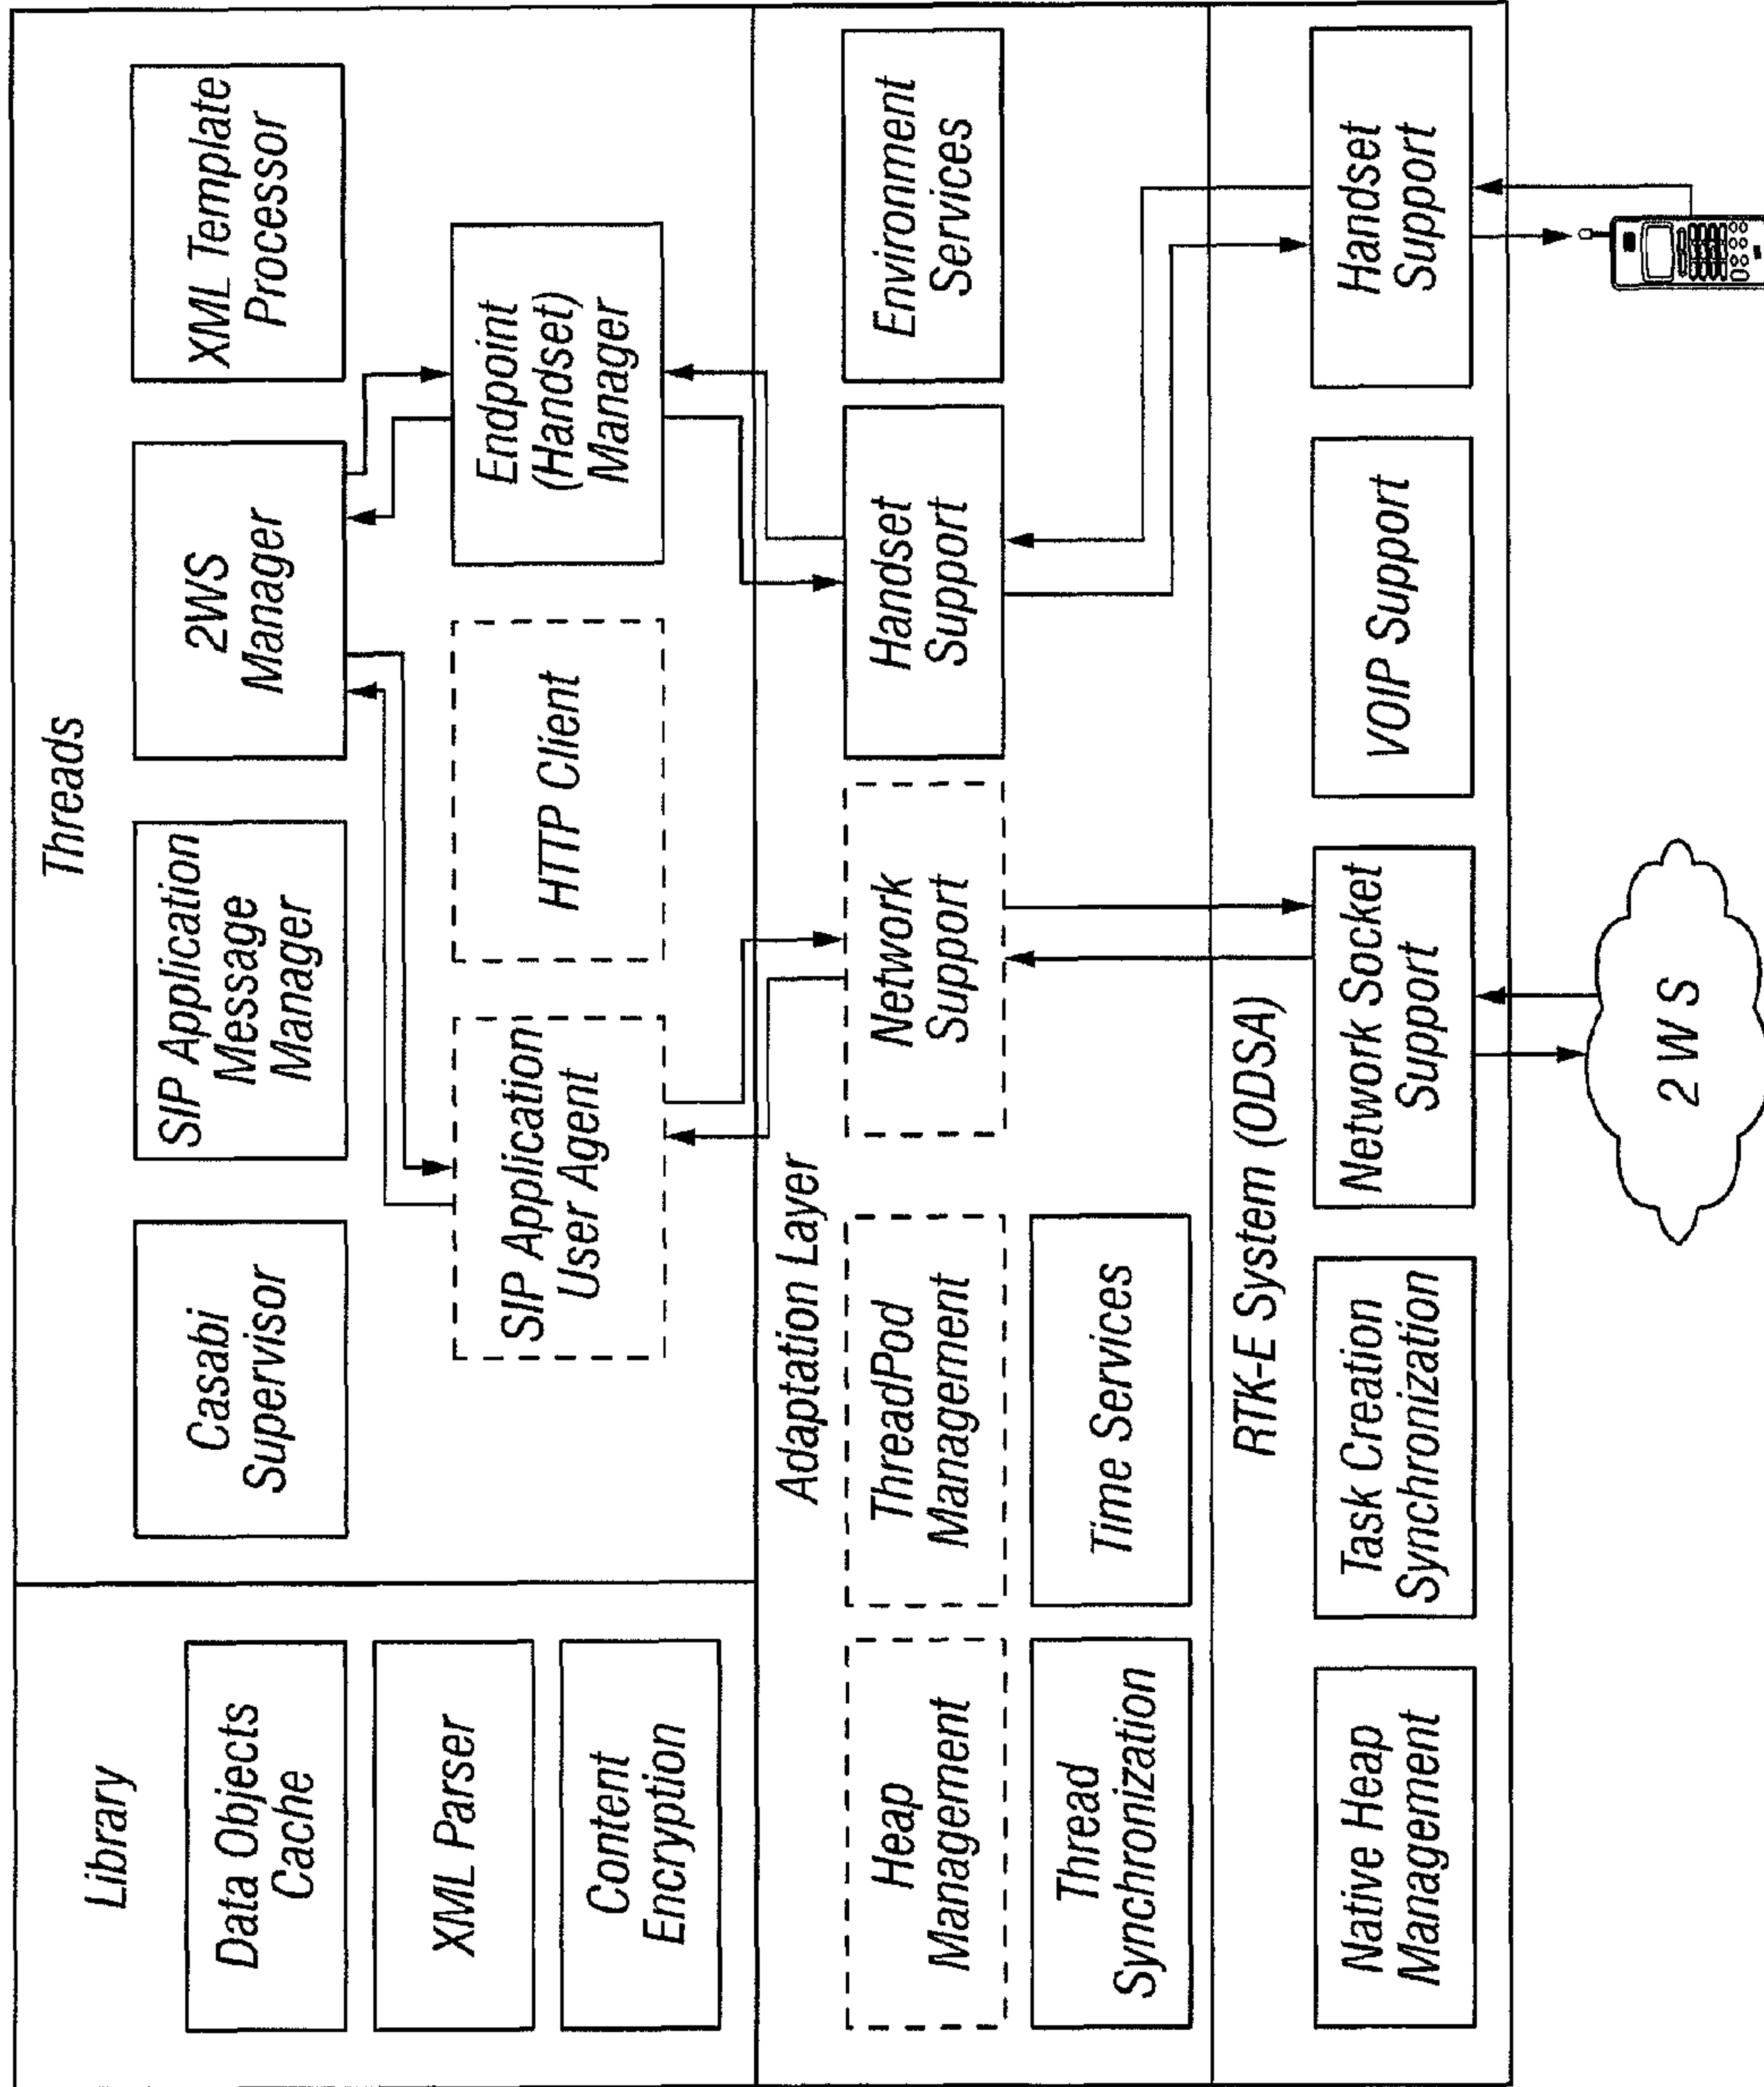 Library
Data Objects
Cache
XML Parser
Content
Encryption
Threads
Casabi
Supervisor
SIP Application
Message
Manager
2WS
Manager
XML Template
Processor
SIP Application
User Agent
HTTP Client
Endpoint
(Handset)
Manager
Adaptation Layer
Heap
Management
ThreadPod
Management
Network
Support
Handset
Support
Environment
Services
Thread
Synchronization
Time Services
RTK-E System (ODSA)
Native Heap
Management
Task Creation
Synchronization
Network Socket
Support
VOIP Support
Handset
Support
2 W S